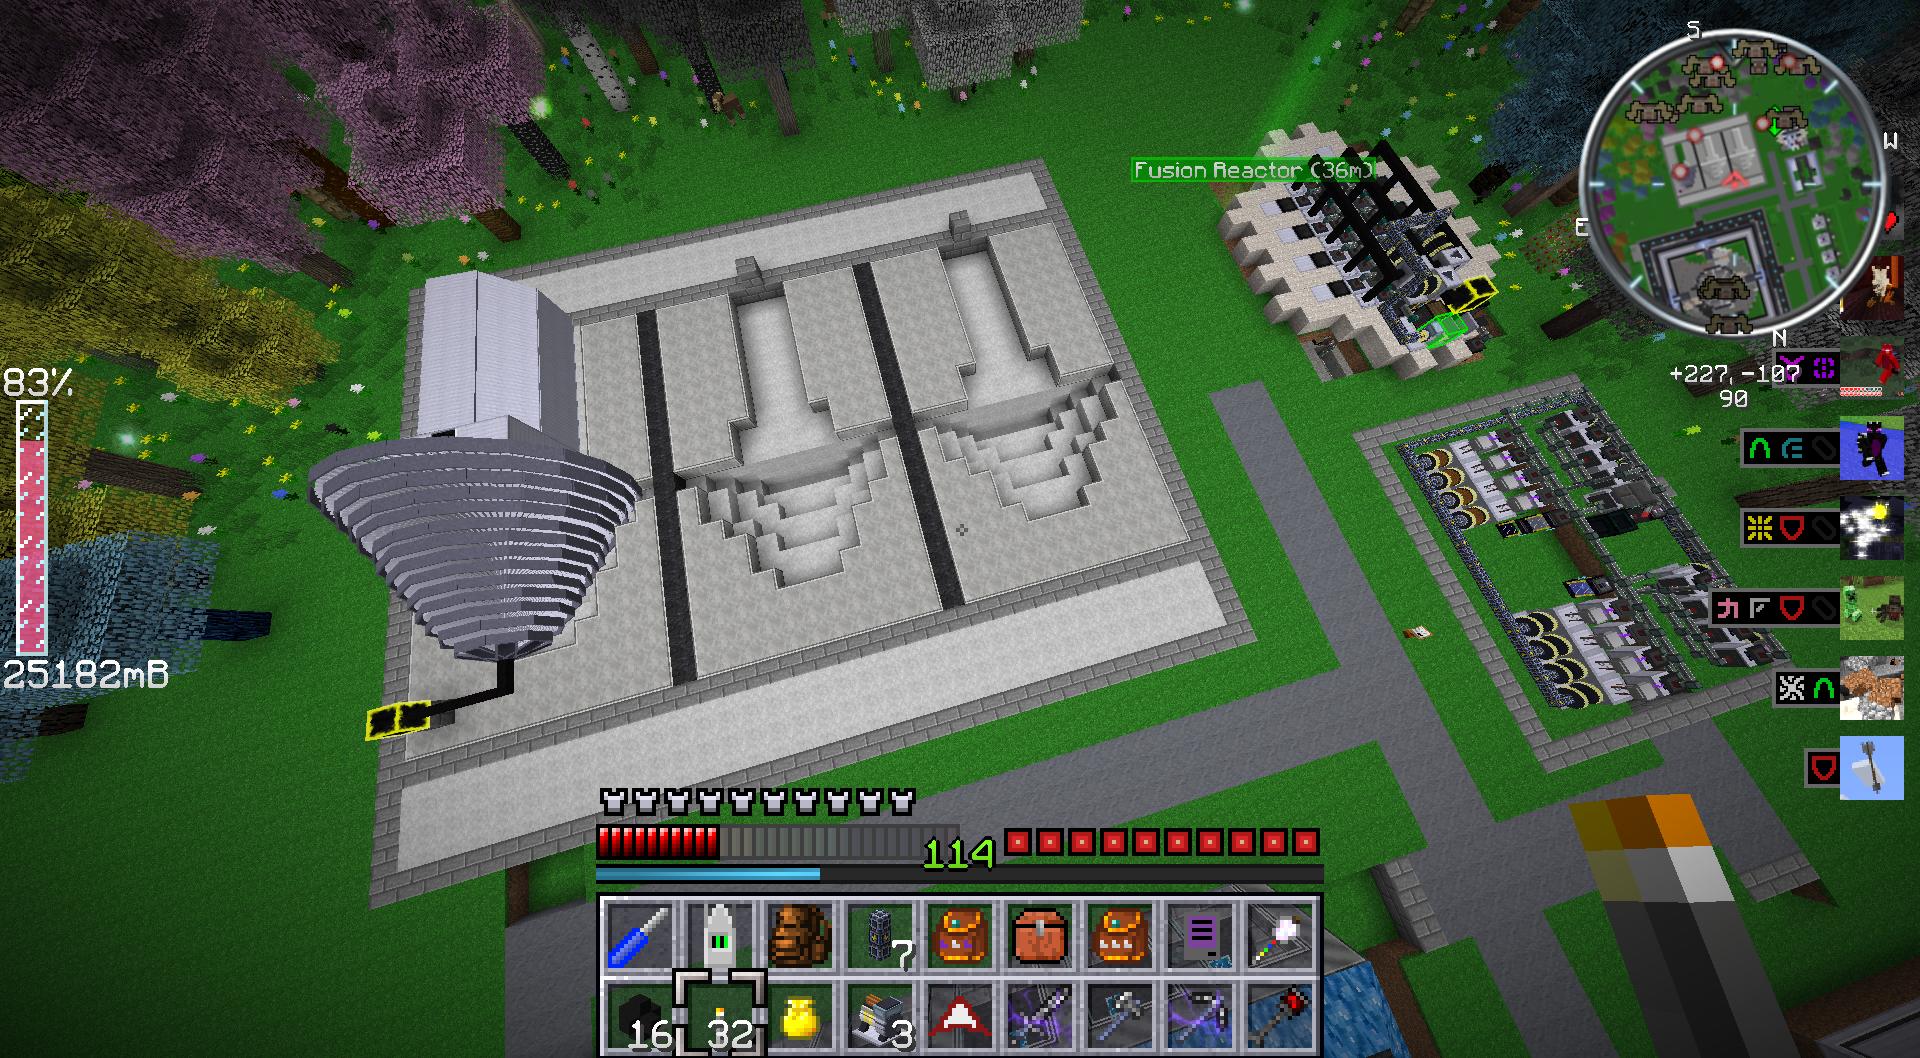 S
Fusion Reactor (36m)
W
E
N
+227, -107
90
83%
25182mB
114
7
16
32
3